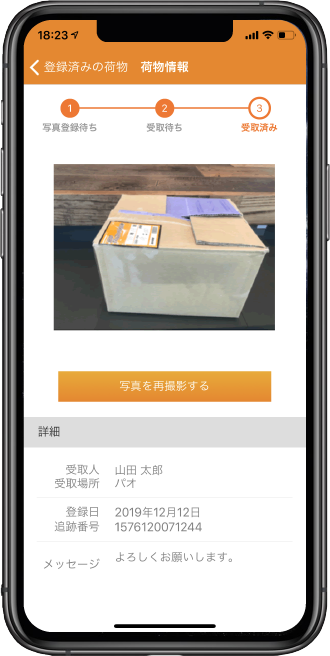 18:23
登録済みの荷物 荷物情報
1 2 3
写真登録待ち 受取待ち 受取済み
写真を再撮影する
詳細
受取人 山田 太郎
受取場所 パオ
登録日 2019年12月12日
追跡番号 1576120071244
メッセージ よろしくお願いします。